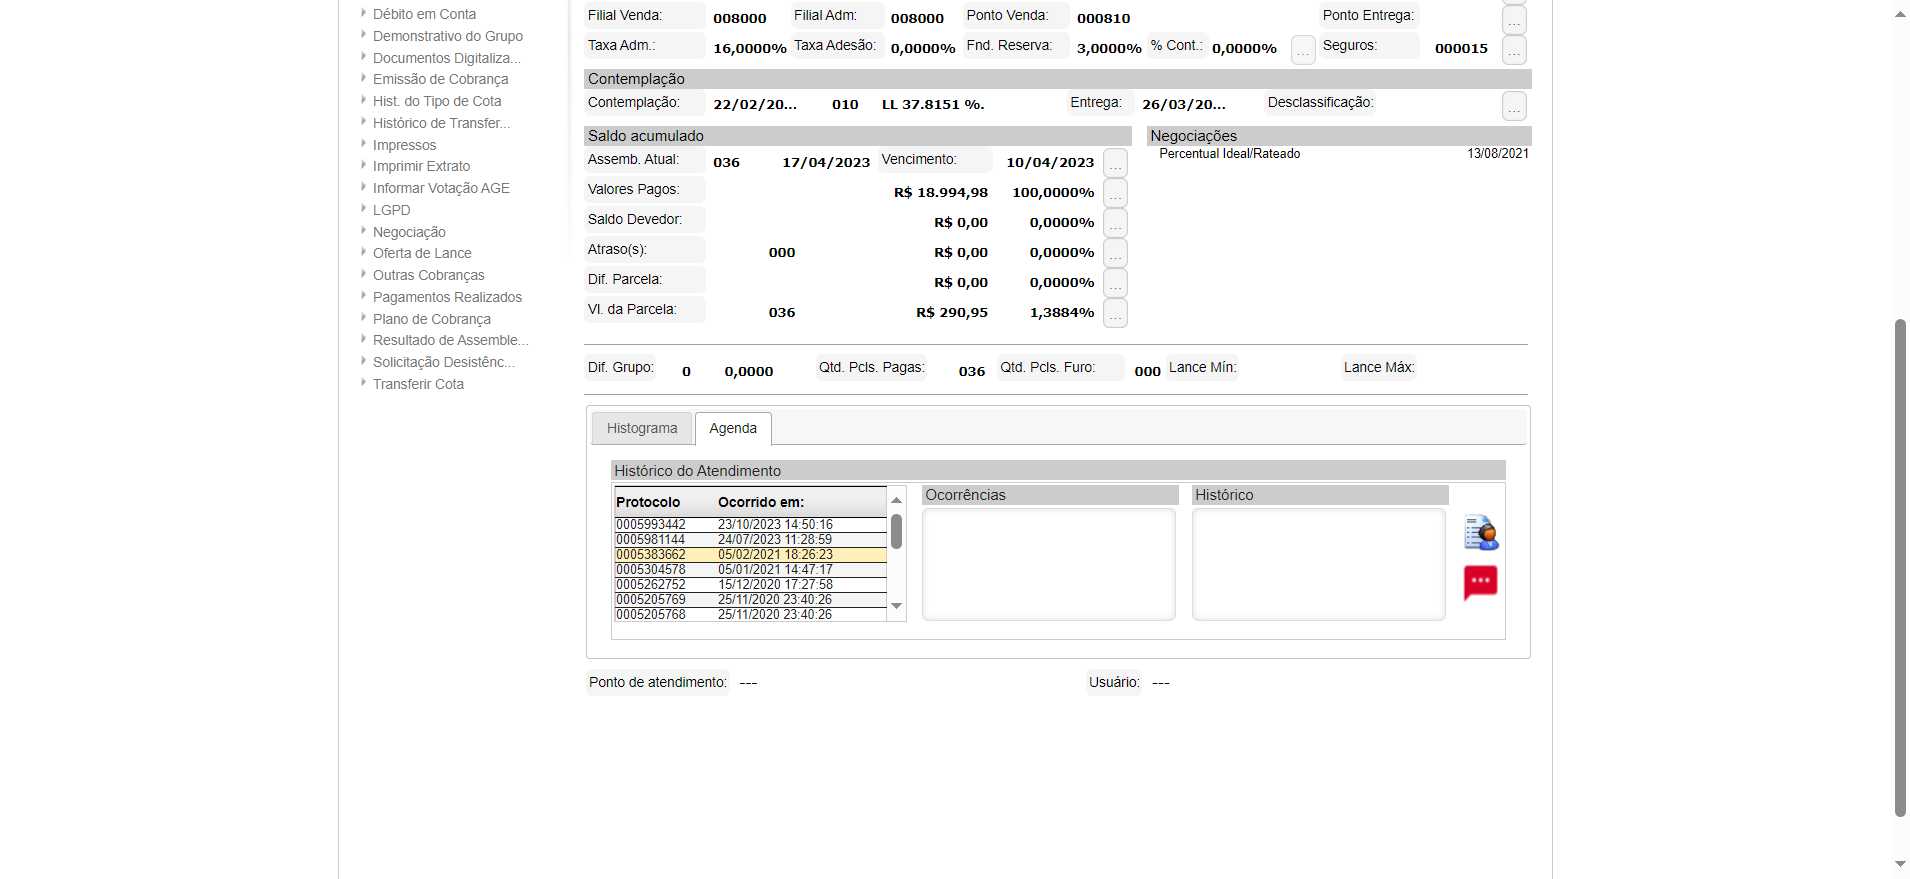 Débito em Conta
Demonstrativo do Grupo
Documentos Digitaliza...
Emissão de Cobrança
Hist. do Tipo de Cota
Histórico de Transfer...
Impressos
Imprimir Extrato
Informar Votação AGE
LGPD
Negociação
Oferta de Lance
Outras Cobranças
Pagamentos Realizados
Plano de Cobrança
Resultado de Assemble...
Solicitação Desistênc...
Transferir Cota
Filial Venda: 008000 Filial Adm: 008000 Ponto Venda: 000810 Ponto Entrega: ...
Taxa Adm.: 16,0000% Taxa Adesão: 0,0000% Fnd. Reserva: 3,0000% % Cont.: 0,0000% ... Seguros: 000015 ...
Contemplação
Contemplação: 22/02/20... 010 LL 37.8151 %. Entrega: 26/03/20... Desclassificação: ...
Saldo acumulado
Assemb. Atual: 036 17/04/2023 Vencimento: 10/04/2023 ...
Valores Pagos: R$ 18.994,98 100,0000% ...
Saldo Devedor: R$ 0,00 0,0000% ...
Atraso(s): 000 R$ 0,00 0,0000% ...
Dif. Parcela: R$ 0,00 0,0000% ...
Vl. da Parcela: 036 R$ 290,95 1,3884% ...
Negociações
Percentual Ideal/Rateado 13/08/2021
Dif. Grupo: 0 0,0000 Qtd. Pcls. Pagas: 036 Qtd. Pcls. Furo: 000 Lance Mín: Lance Máx:
Histograma Agenda
Histórico do Atendimento
Protocolo Ocorrido em:
0005993442 23/10/2023 14:50:16
0005981144 24/07/2023 11:28:59
0005383662 05/02/2021 18:26:23
0005304578 05/01/2021 14:47:17
0005262752 15/12/2020 17:27:58
0005205769 25/11/2020 23:40:26
0005205768 25/11/2020 23:40:26
Ocorrências
Histórico
Ponto de atendimento: --- Usuário: ---